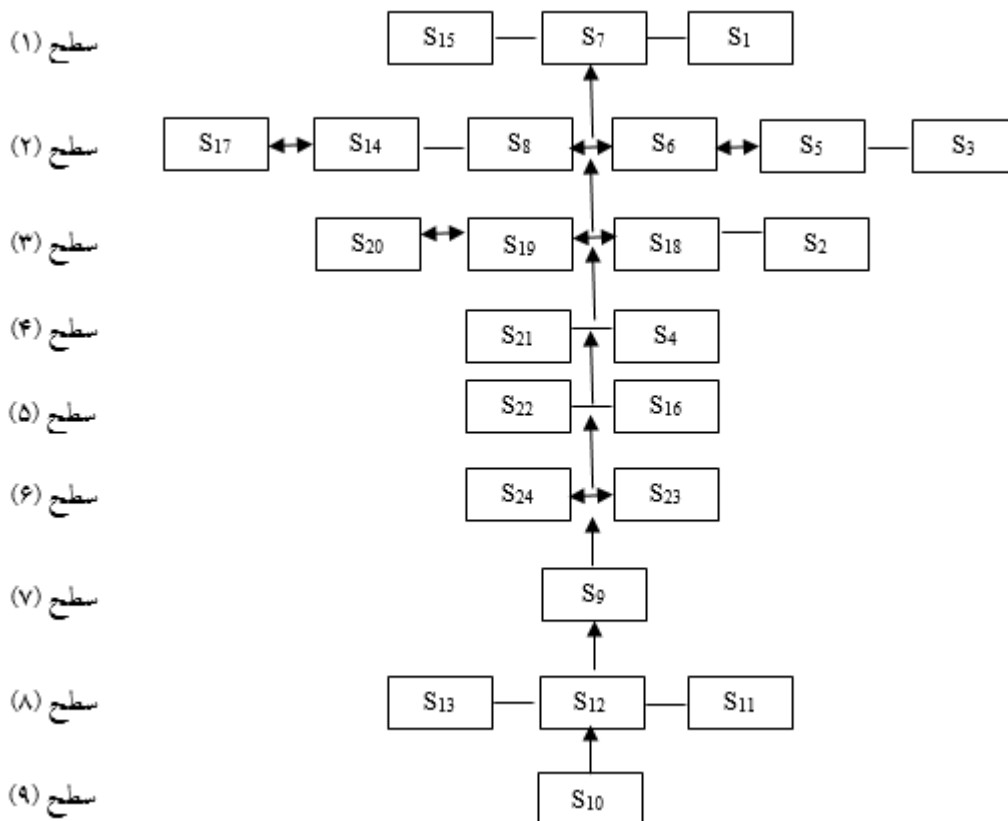 سطح (۱) S15 S7 S1
سطح (۲) S17 S14 S8 S6 S5 S3
سطح (۳) S20 S19 S18 S2
سطح (۴) S21 S4
سطح (۵) S22 S16
سطح (۶) S24 S23
سطح (۷) S9
سطح (۸) S13 S12 S11
سطح (۹) S10